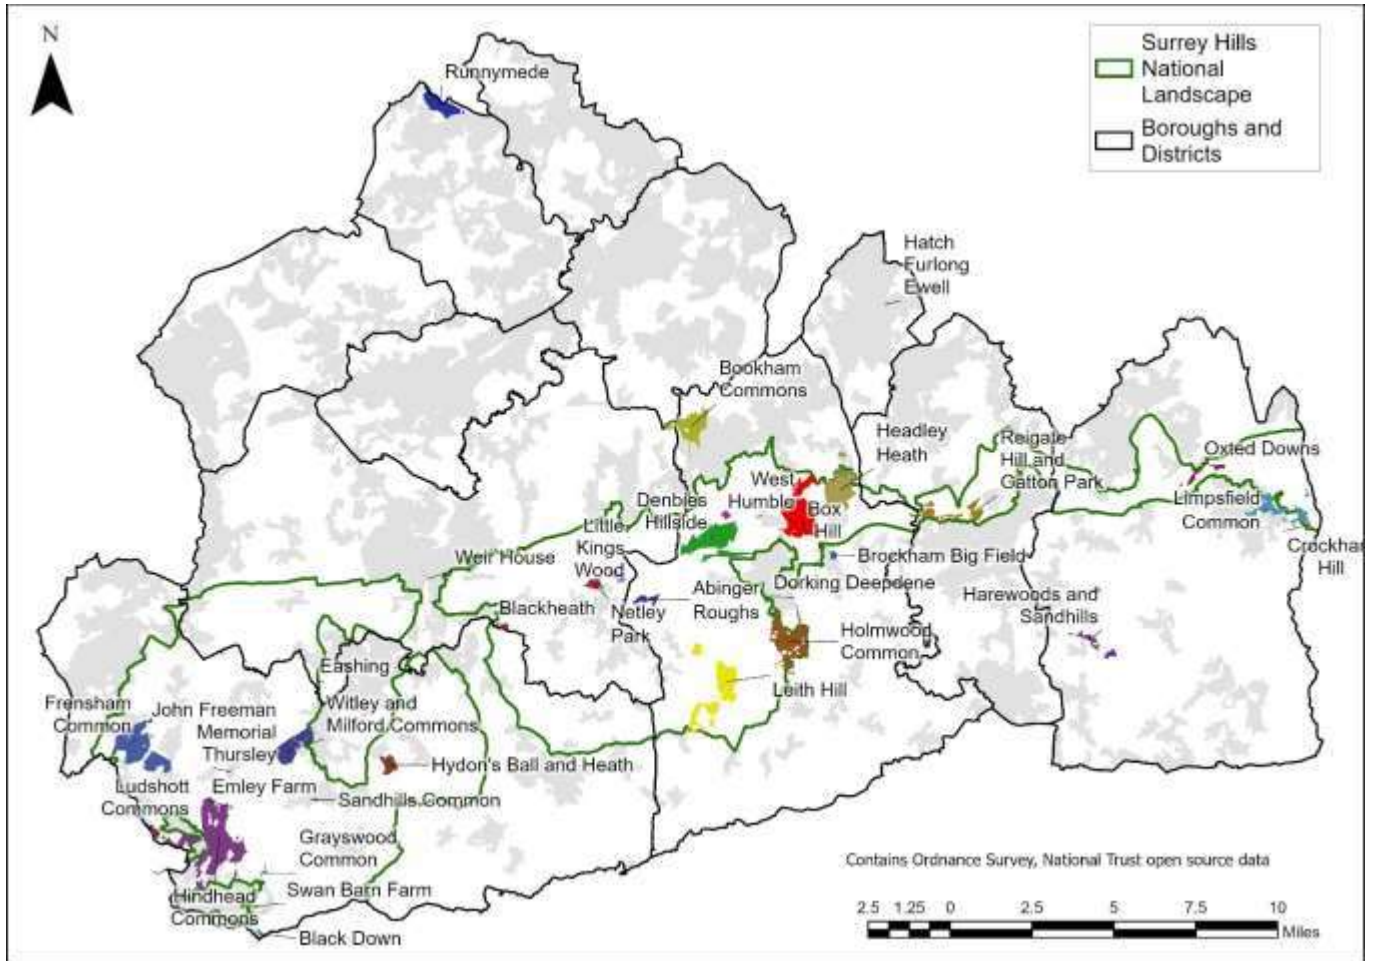 N
Surrey Hills
National
Landscape
Boroughs and
Districts
Runnymede
Hatch
Furlong
Ewell
Bookham
Commons
Headley
Heath
Reigate
Hill and
Gatton Park
Oxted Downs
Limpsfield
Common
Crockham
Hill
West
Humble
Box
Hill
Denbies
Hillside
Little
Kings
Wood
Weir House
Brockham Big Field
Dorking Deepdene
Abinger
Roughs
Netley
Park
Blackheath
Harewoods and
Sandhills
Holmwood
Common
Leith Hill
Eashing
Frensham
Common
John Freeman
Memorial
Thursley
Witley and
Milford Commons
Hydon's Ball and Heath
Ludshott
Commons
Emley Farm
Sandhills Common
Grayswood
Common
Swan Barn Farm
Hindhead
Commons
Black Down
Contains Ordnance Survey, National Trust open source data
2.5 1.25 0 2.5 5 7.5 10
Miles